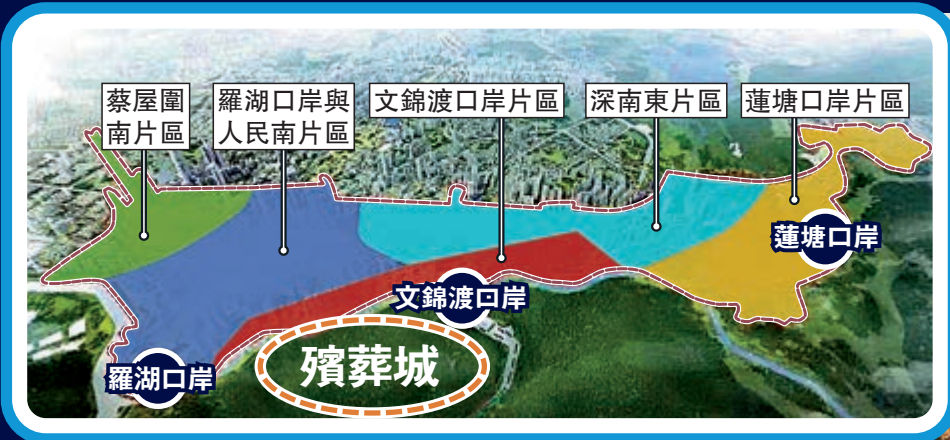 蔡屋圍
南片區
羅湖口岸與
人民南片區
文錦渡口岸片區
深南東片區
蓮塘口岸片區
蓮塘口岸
文錦渡口岸
殯葬城
羅湖口岸